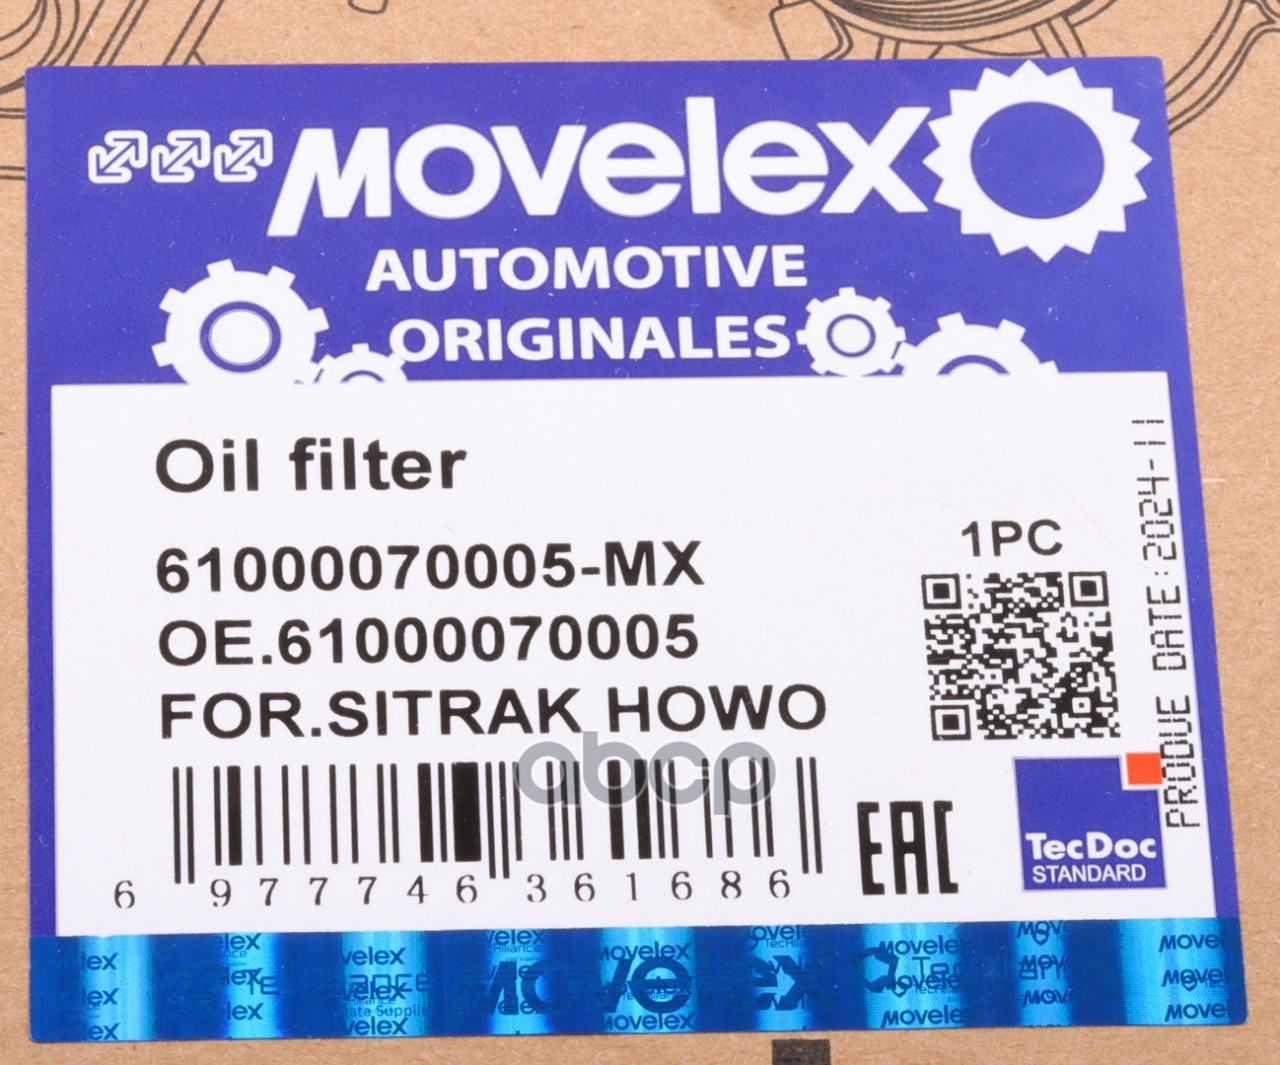 MOVELEX
AUTOMOTIVE
ORIGINALES
Oil filter
61000070005-MX
OE.61000070005
FOR.SITRAK HOWO
1PC
PRODUE DATE:2024-11
abcp
6 977746 361686
EAC
TecDoc
STANDARD
MOVELEX